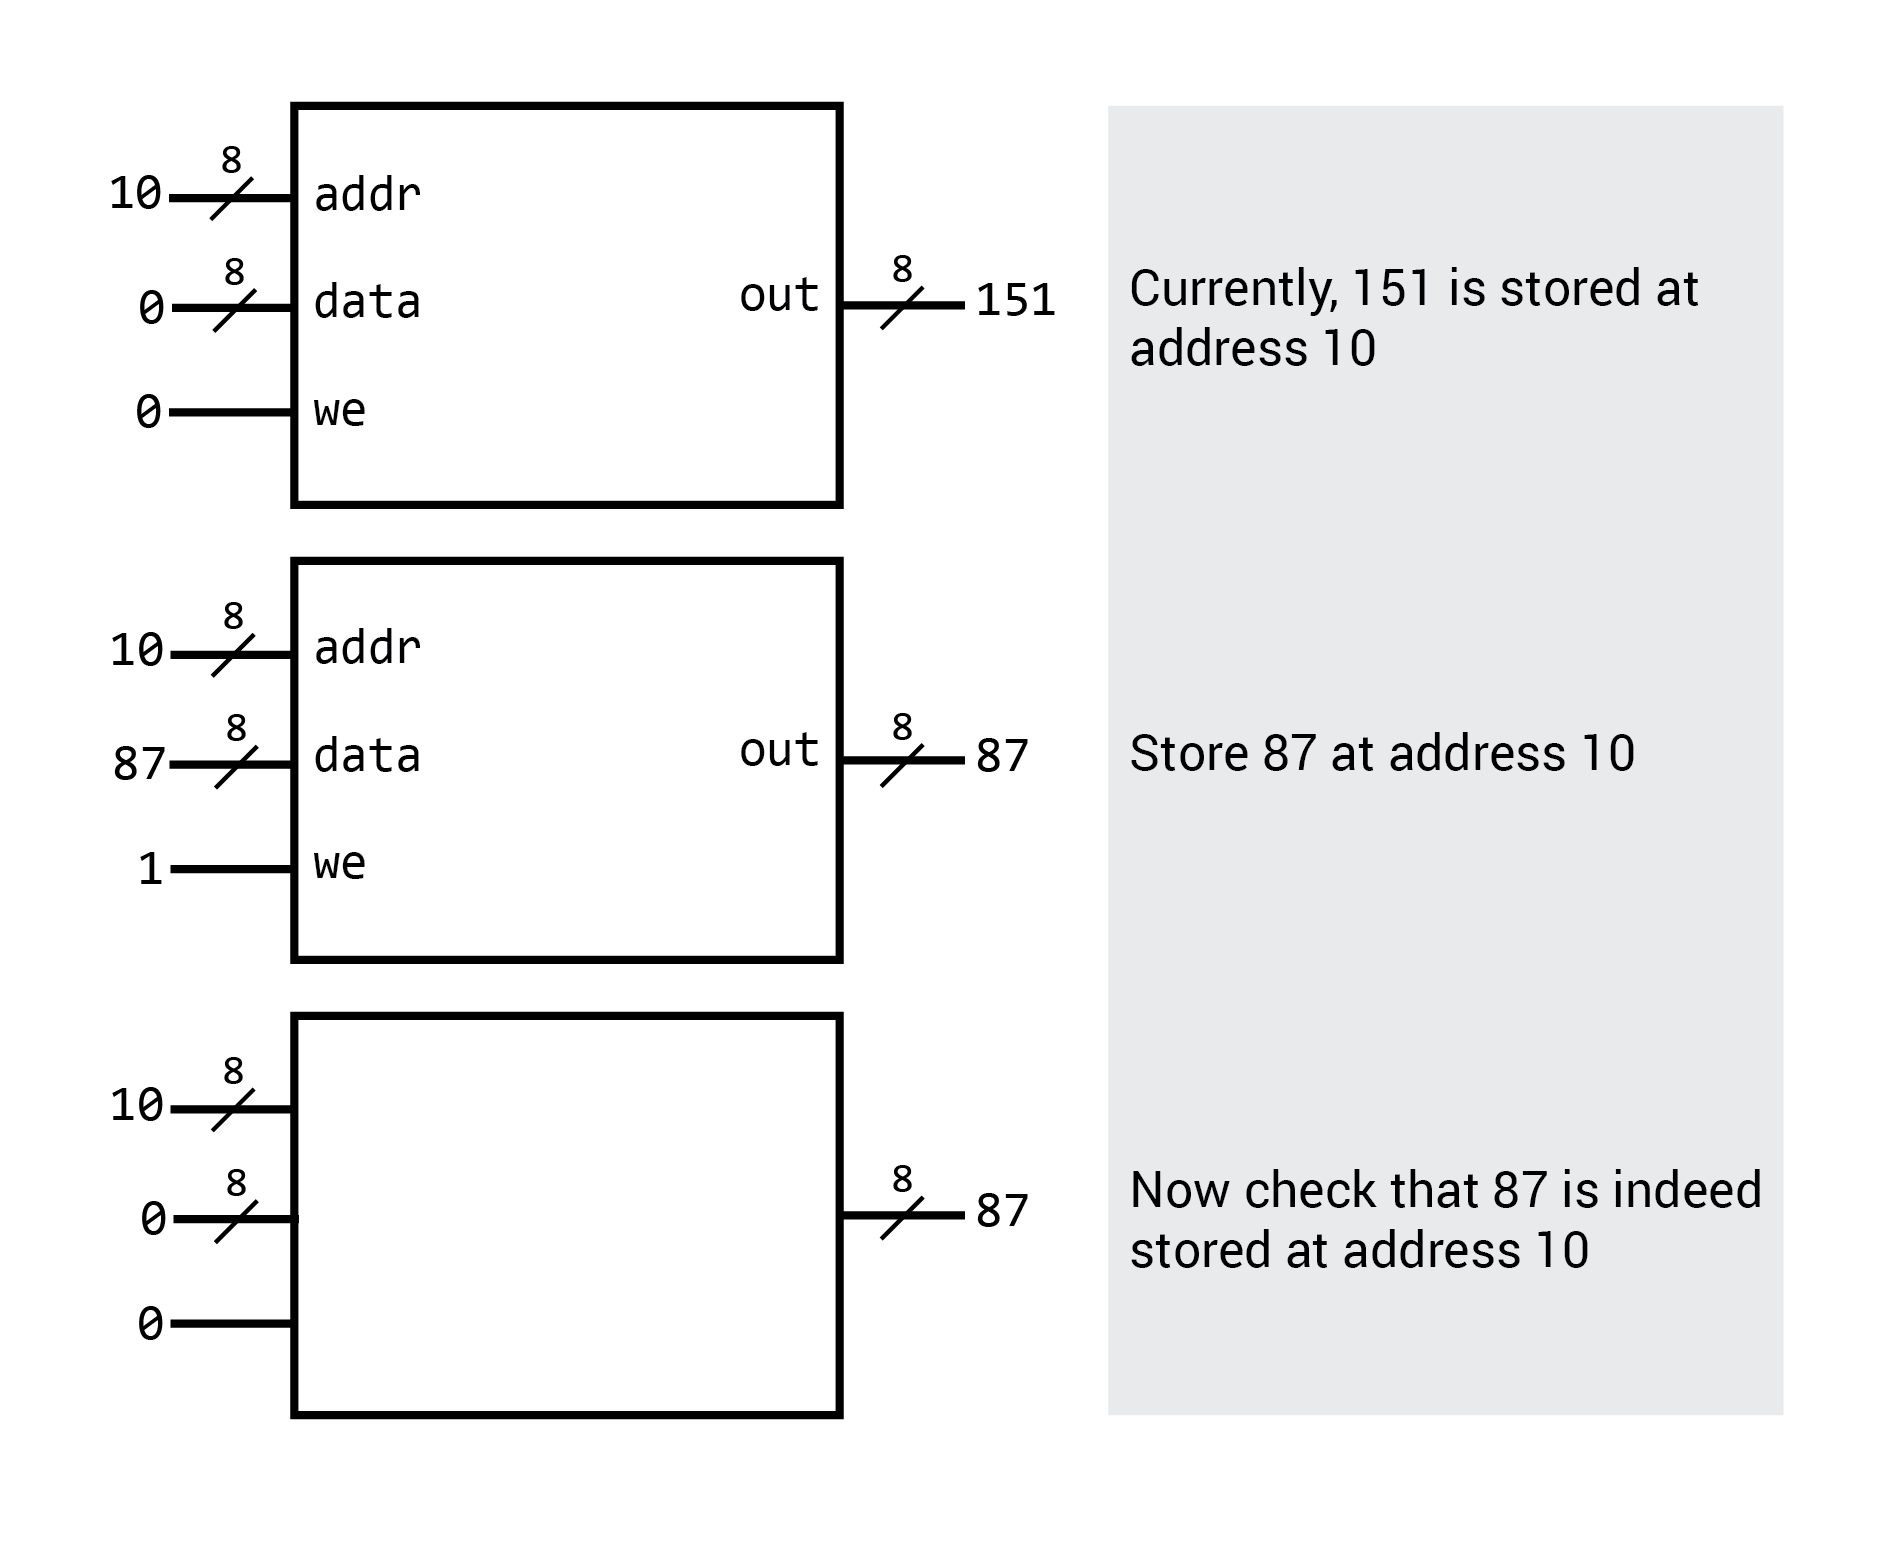 8
10 addr
8
0 data out 8 151
0 we
Currently, 151 is stored at
address 10
8
10 addr
8
87 data out 8 87
1 we
Store 87 at address 10
8
10
8
0 8 87
0
Now check that 87 is indeed
stored at address 10